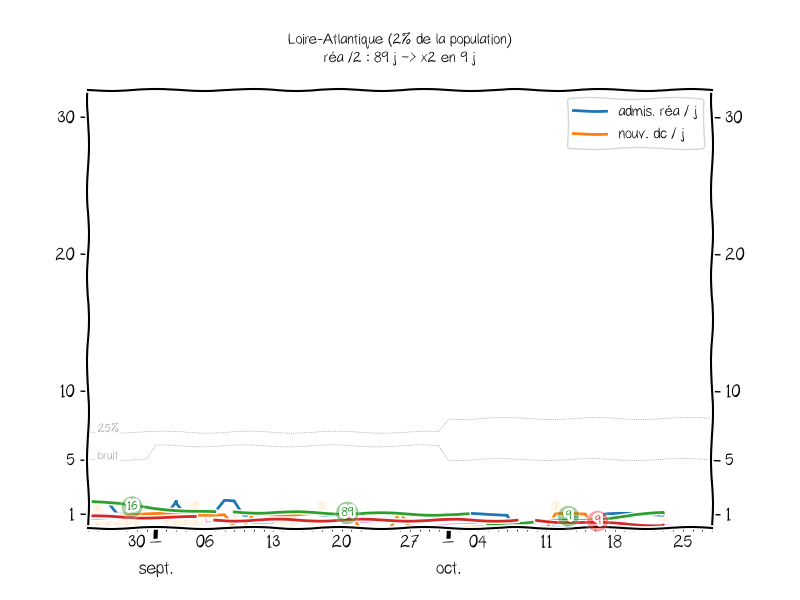 Loire-Atlantique (2% de la population)
réa /2 : 89 j -> x2 en 9 j
admis. réa / j
nouv. dc / j
30 30
20 20
10 10
25%
bruit
5 5
16 89 9 9
1 1
30 06 13 20 27 04 11 18 25
sept. oct.